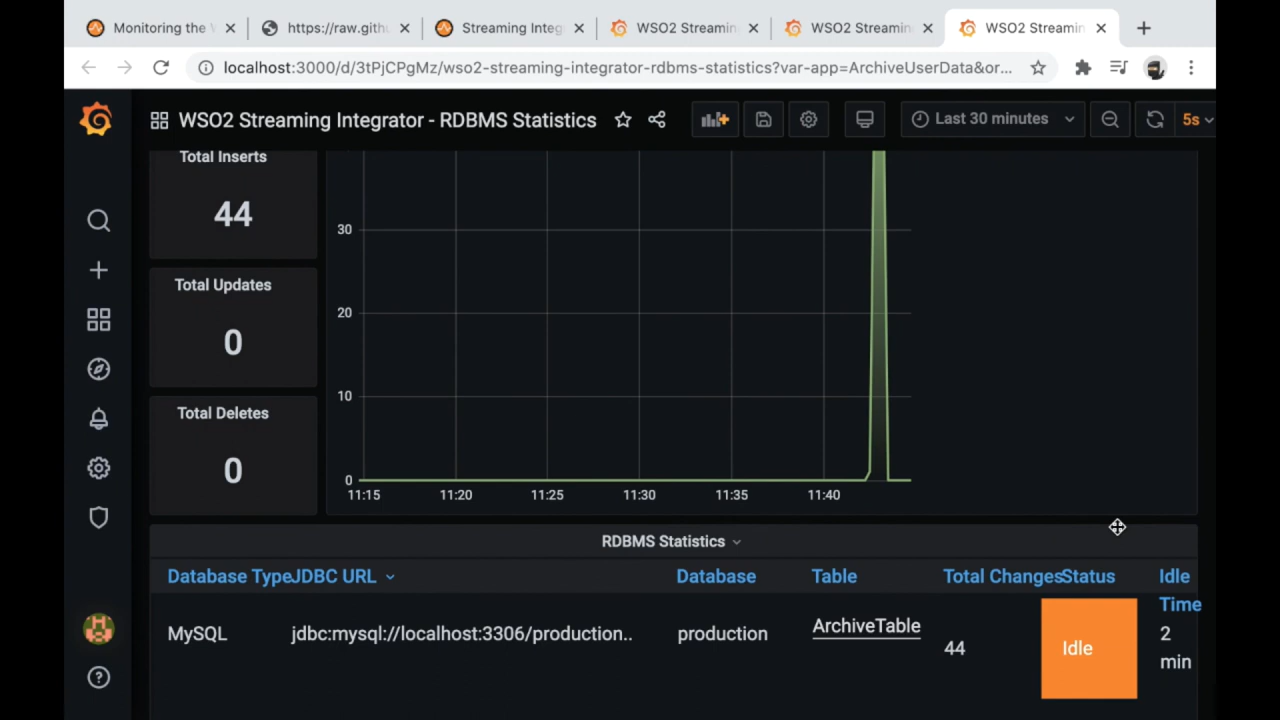 Monitoring the W
https://raw.gith
Streaming Integ
WSO2 Streamin
WSO2 Streamin
WSO2 Streamin
localhost:3000/d/3tPjCPgMz/wso2-streaming-integrator-rdbms-statistics?var-app=ArchiveUserData&or...
WSO2 Streaming Integrator - RDBMS Statistics
Last 30 minutes
5s
Total Inserts
44
Total Updates
0
Total Deletes
0
30
20
10
0
11:15 11:20 11:25 11:30 11:35 11:40
RDBMS Statistics
Database Type JDBC URL Database Table Total Changes Status Idle Time
MySQL jdbc:mysql://localhost:3306/production.. production ArchiveTable 44 Idle 2 min